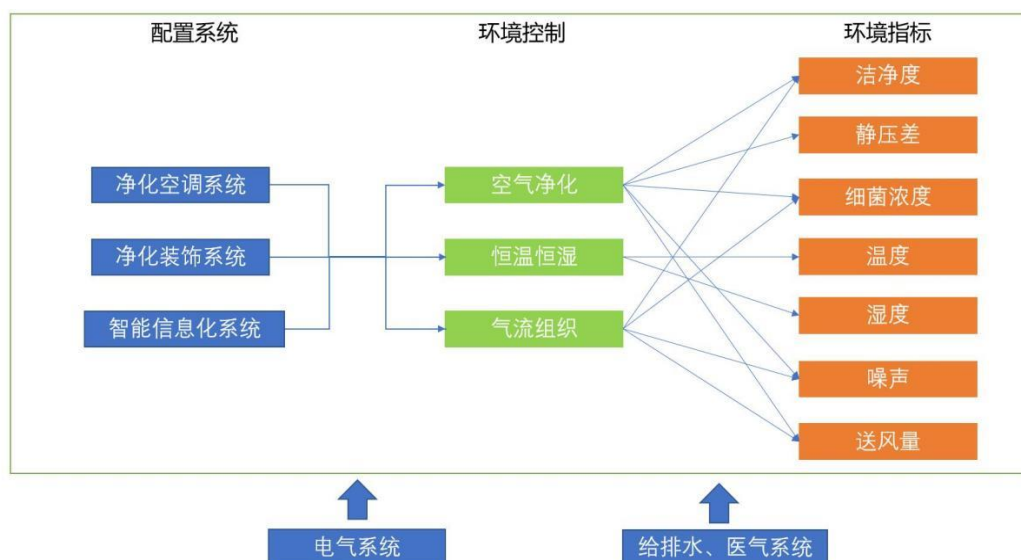 配置系统
环境控制
环境指标
净化空调系统
净化装饰系统
智能信息化系统
空气净化
恒温恒湿
气流组织
洁净度
静压差
细菌浓度
温度
湿度
噪声
送风量
电气系统
给排水、医气系统